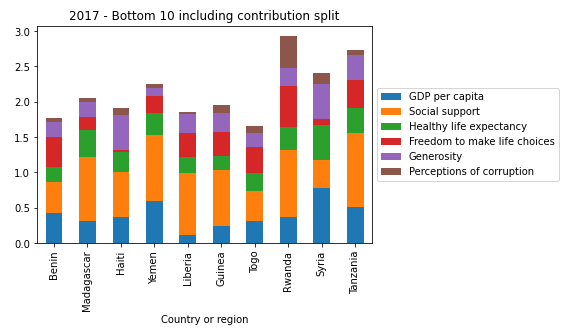 2017 - Bottom 10 including contribution split
3.0
2.5
2.0
1.5
1.0
0.5
0.0
GDP per capita
Social support
Healthy life expectancy
Freedom to make life choices
Generosity
Perceptions of corruption
Benin
Madagascar
Haiti
Yemen
Liberia
Guinea
Togo
Rwanda
Syria
Tanzania
Country or region